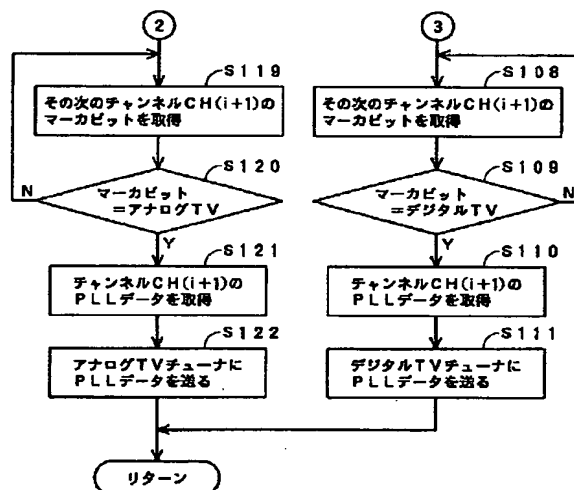 2
S119
その次のチャンネルCH(i+1)の
マーカビットを取得
S120
マーカビット
=アナログTV
N
Y
S121
チャンネルCH(i+1)の
PLLデータを取得
S122
アナログTVチューナに
PLLデータを送る
3
S108
その次のチャンネルCH(i+1)の
マーカビットを取得
S109
マーカビット
=デジタルTV
N
Y
S110
チャンネルCH(i+1)の
PLLデータを取得
S111
デジタルTVチューナに
PLLデータを送る
リターン